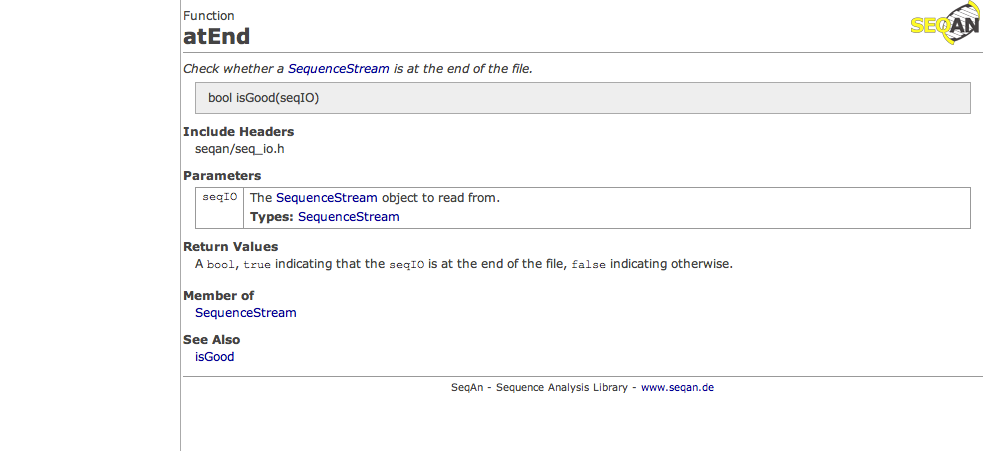 Function
SEQAN
atEnd
Check whether a SequenceStream is at the end of the file.
bool isGood(seqIO)
Include Headers
seqan/seq_io.h
Parameters
seqIO The SequenceStream object to read from.
Types: SequenceStream
Return Values
A bool, true indicating that the seqIO is at the end of the file, false indicating otherwise.
Member of
SequenceStream
See Also
isGood
SeqAn - Sequence Analysis Library - www.seqan.de